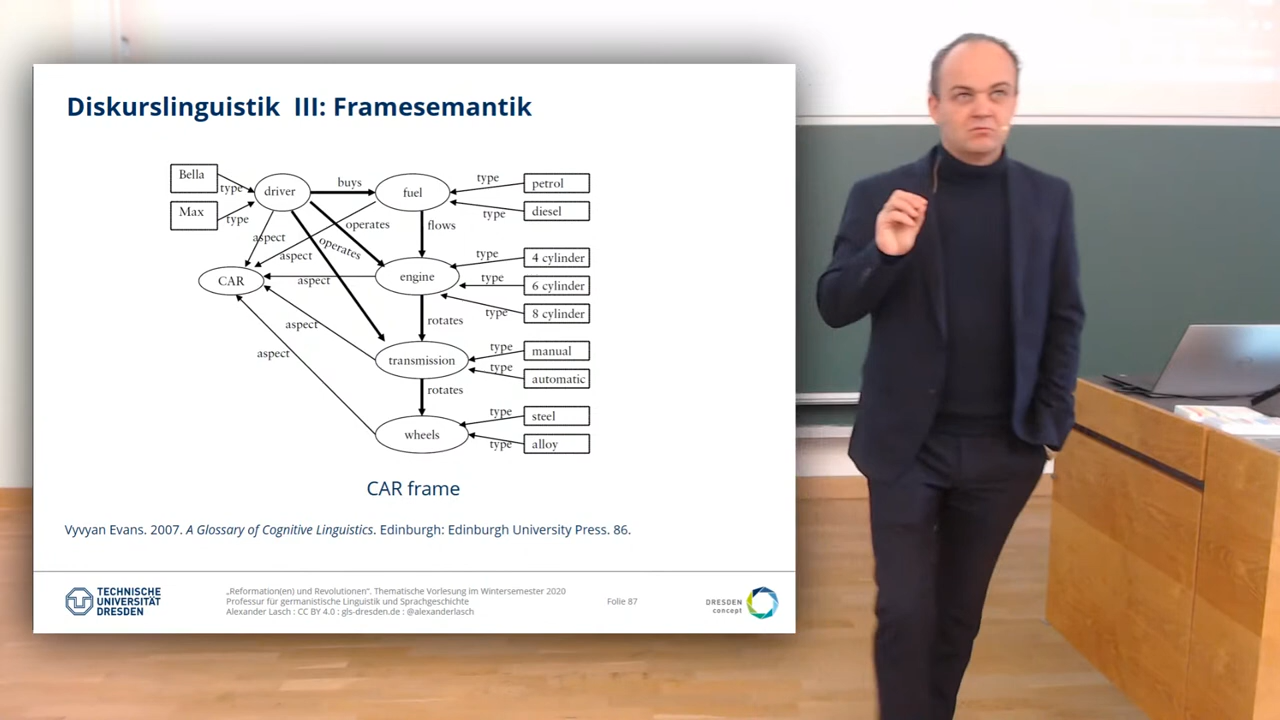 Diskurslinguistik III: Framesemantik
Bella
type
Max
type
driver
buys
fuel
type
petrol
type
diesel
operates
operates
flows
aspect
aspect
aspect
CAR
engine
type
4 cylinder
type
6 cylinder
type
8 cylinder
rotates
aspect
aspect
transmission
type
manual
type
automatic
rotates
wheels
type
steel
type
alloy
CAR frame
Vyvyan Evans. 2007. A Glossary of Cognitive Linguistics. Edinburgh: Edinburgh University Press. 86.
TECHNISCHE
UNIVERSITÄT
DRESDEN
„Reformation(en) und Revolutionen“. Thematische Vorlesung im Wintersemester 2020
Professur für germanistische Linguistik und Sprachgeschichte
Alexander Lasch : CC BY 4.0 : gls-dresden.de : @alexanderlasch
Folie 87
DRESDEN
concept